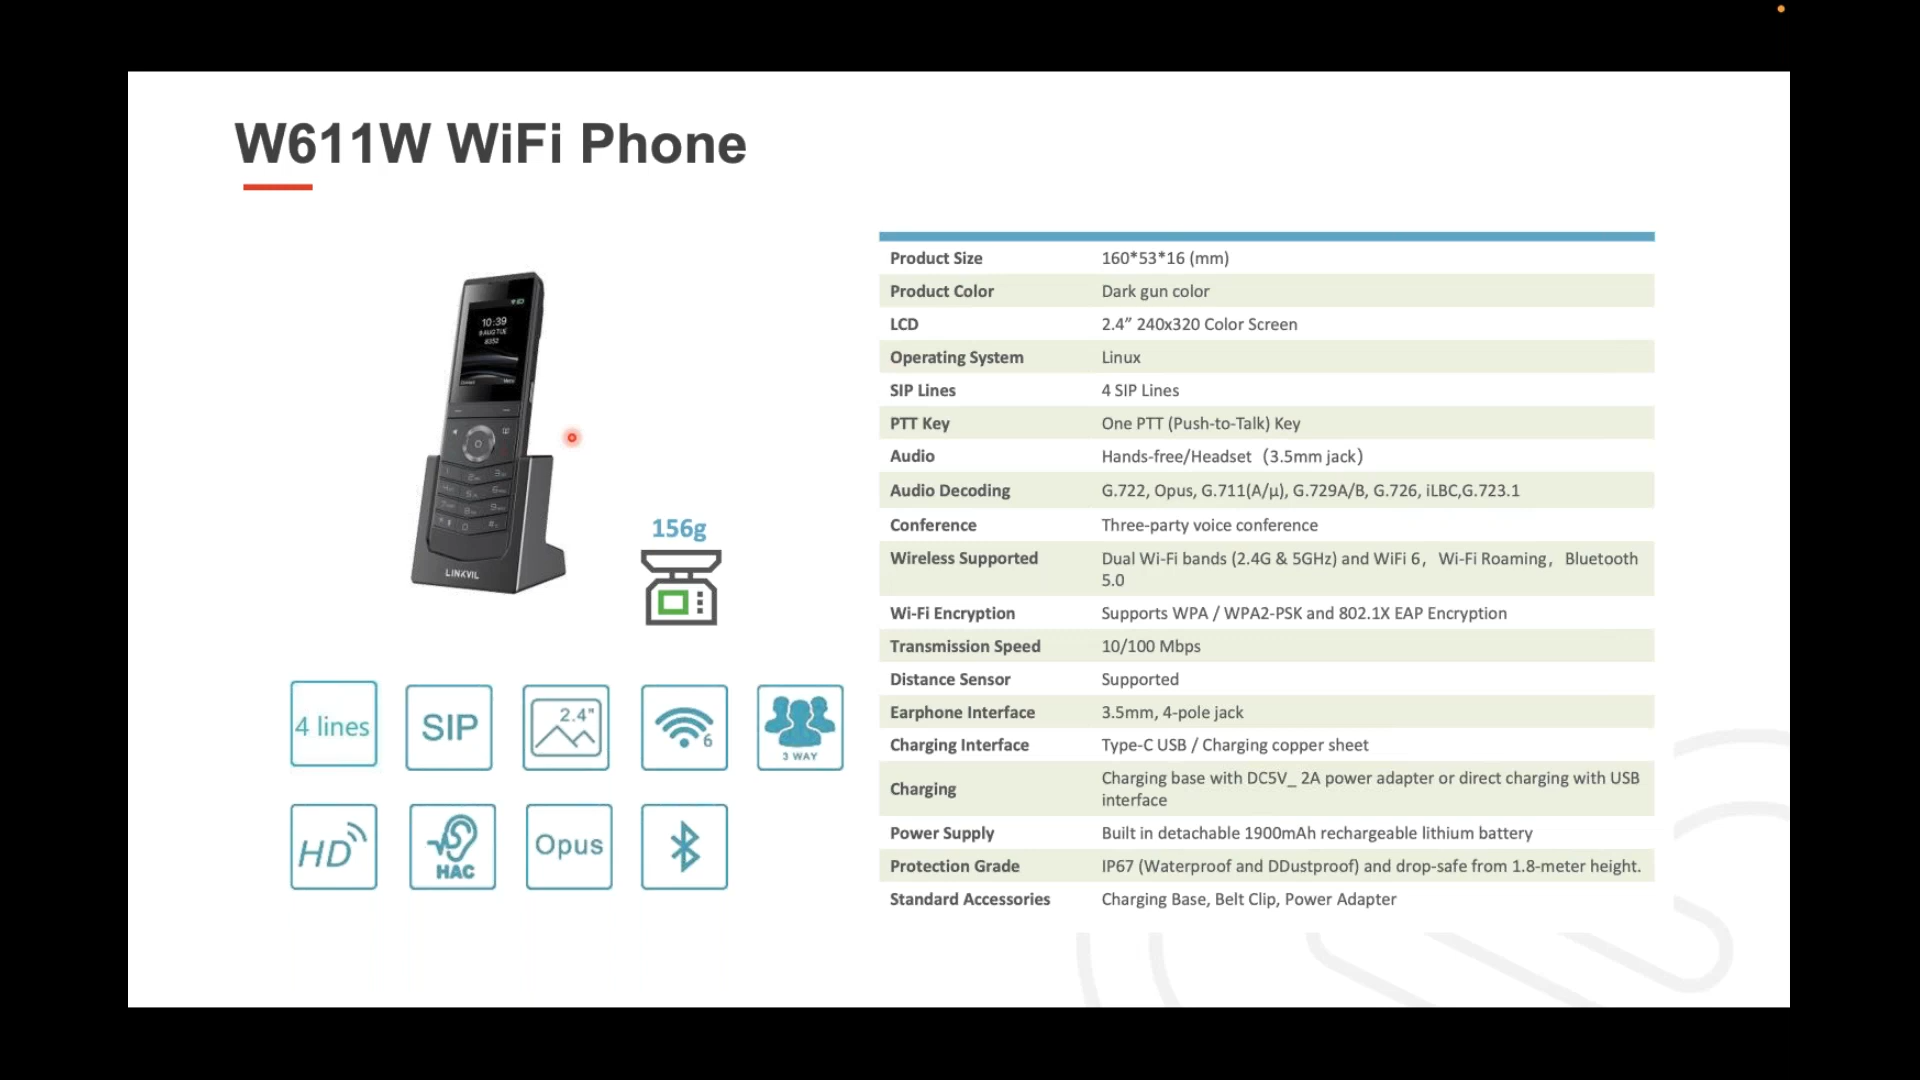 W611W WiFi Phone
10:39
9 AUG TUE
8352
LINKVIL
156g
4 lines
SIP
2.4"
6
3 WAY
HD
HAC
Opus
Product Size 160*53*16 (mm)
Product Color Dark gun color
LCD 2.4” 240x320 Color Screen
Operating System Linux
SIP Lines 4 SIP Lines
PTT Key One PTT (Push-to-Talk) Key
Audio Hands-free/Headset（3.5mm jack）
Audio Decoding G.722, Opus, G.711(A/μ), G.729A/B, G.726, iLBC,G.723.1
Conference Three-party voice conference
Wireless Supported Dual Wi-Fi bands (2.4G & 5GHz) and WiFi 6，Wi-Fi Roaming，Bluetooth
5.0
Wi-Fi Encryption Supports WPA / WPA2-PSK and 802.1X EAP Encryption
Transmission Speed 10/100 Mbps
Distance Sensor Supported
Earphone Interface 3.5mm, 4-pole jack
Charging Interface Type-C USB / Charging copper sheet
Charging Charging base with DC5V_ 2A power adapter or direct charging with USB
interface
Power Supply Built in detachable 1900mAh rechargeable lithium battery
Protection Grade IP67 (Waterproof and DDustproof) and drop-safe from 1.8-meter height.
Standard Accessories Charging Base, Belt Clip, Power Adapter